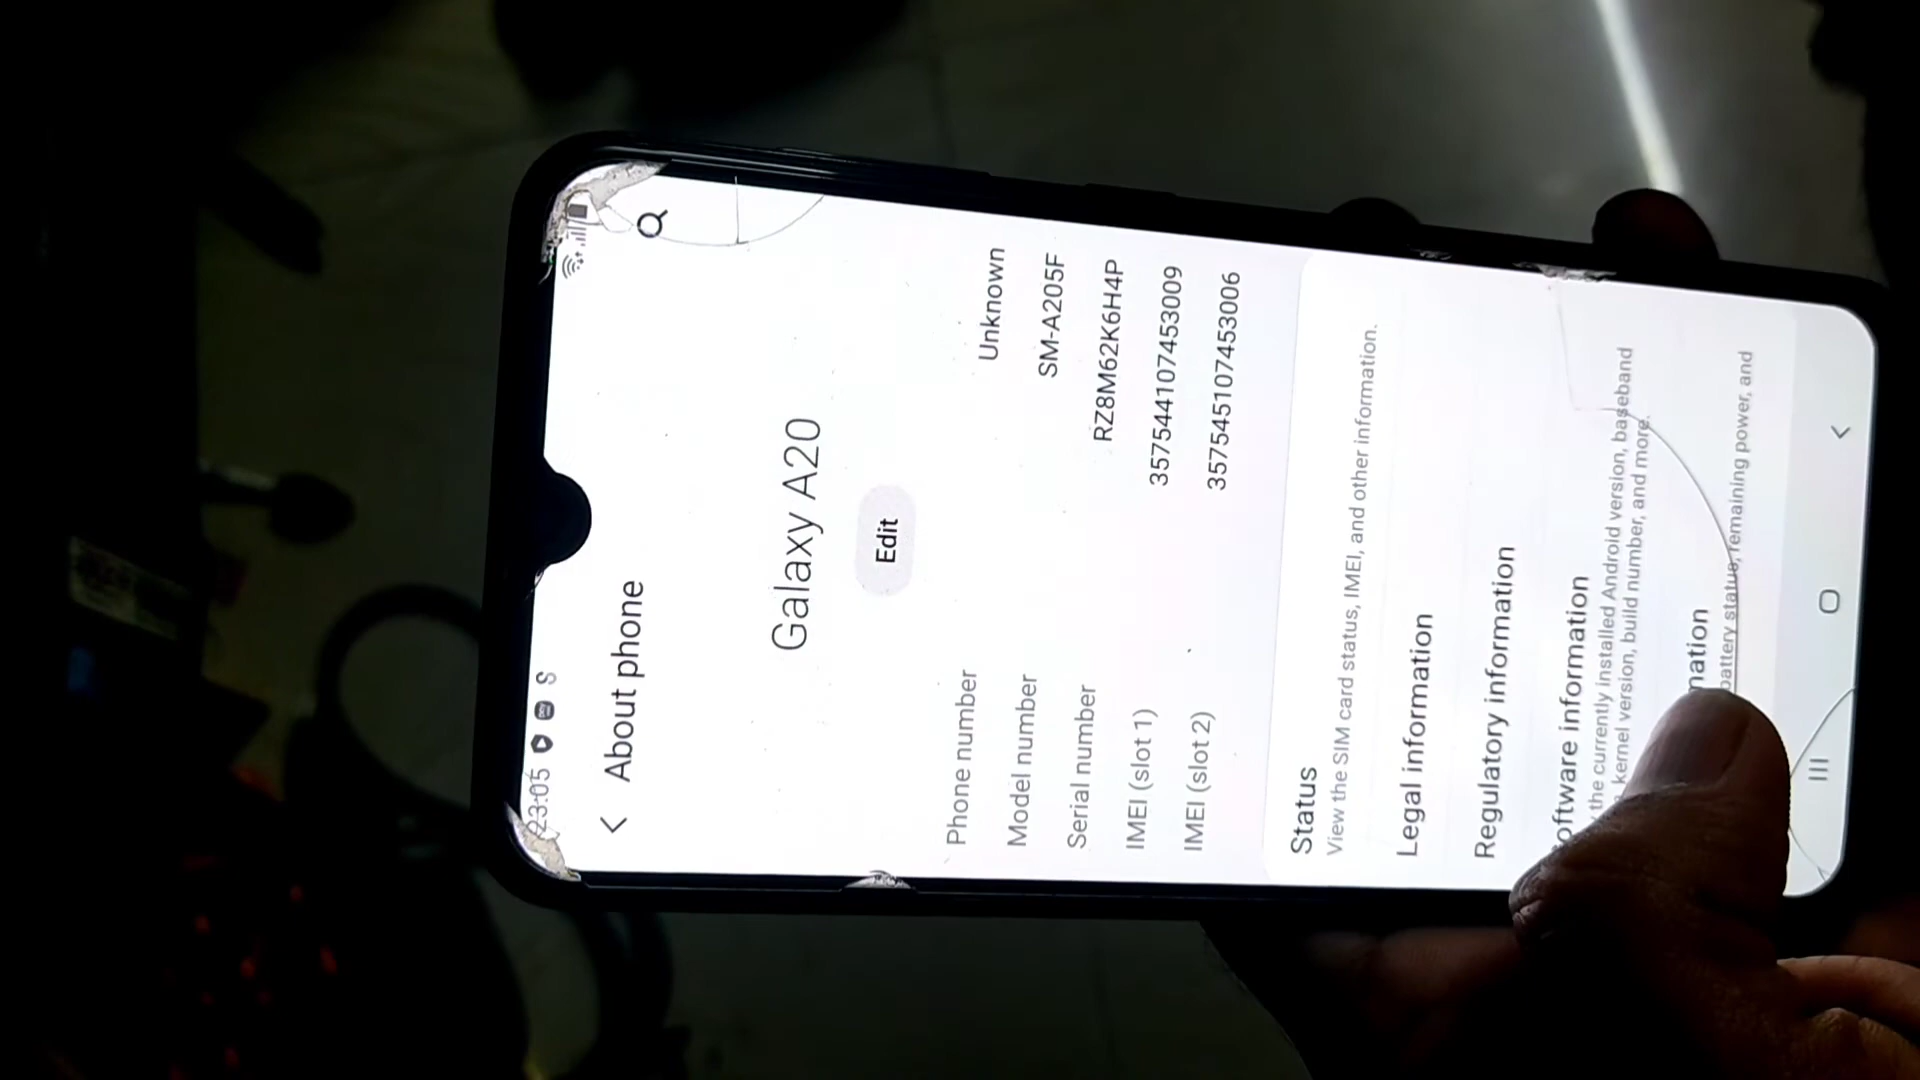 23:05
About phone
Galaxy A20
Edit
Phone number Unknown
Model number SM-A205F
Serial number RZ8M62K6H4P
IMEI (slot 1) 357544107453009
IMEI (slot 2) 357545107453006
Status
View the SIM card status, IMEI, and other information.
Legal information
Regulatory information
oftware information
the currently installed Android version, baseband
kernel version, build number, and more.
mation
battery status, remaining power, and